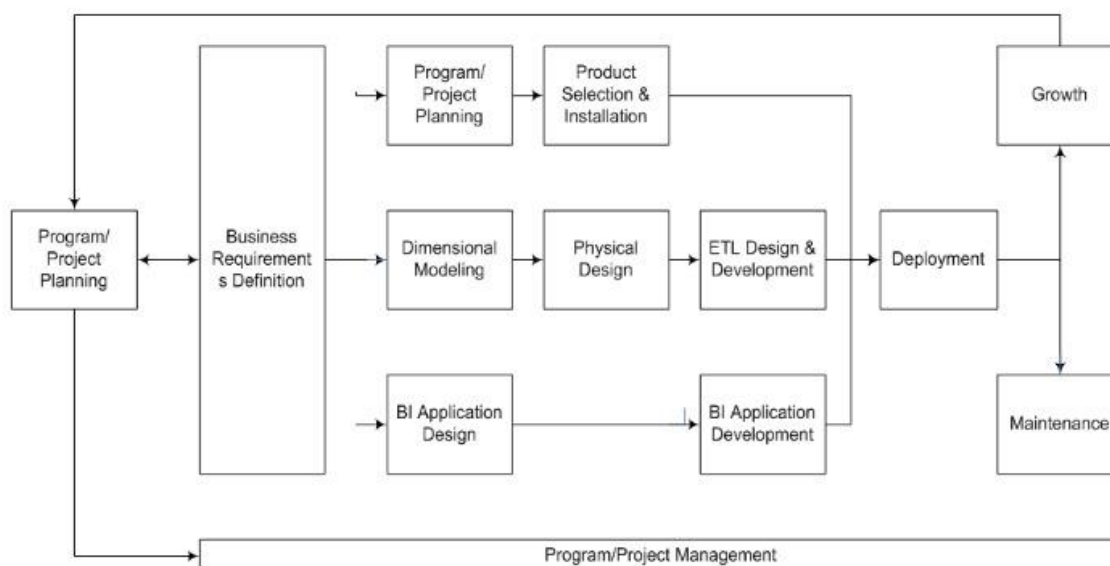 Program/
Project
Planning
Business
Requirement
s Definition
Program/
Project
Planning
Product
Selection &
Installation
Dimensional
Modeling
Physical
Design
ETL Design &
Development
BI Application
Design
BI Application
Development
Deployment
Growth
Maintenance
Program/Project Management